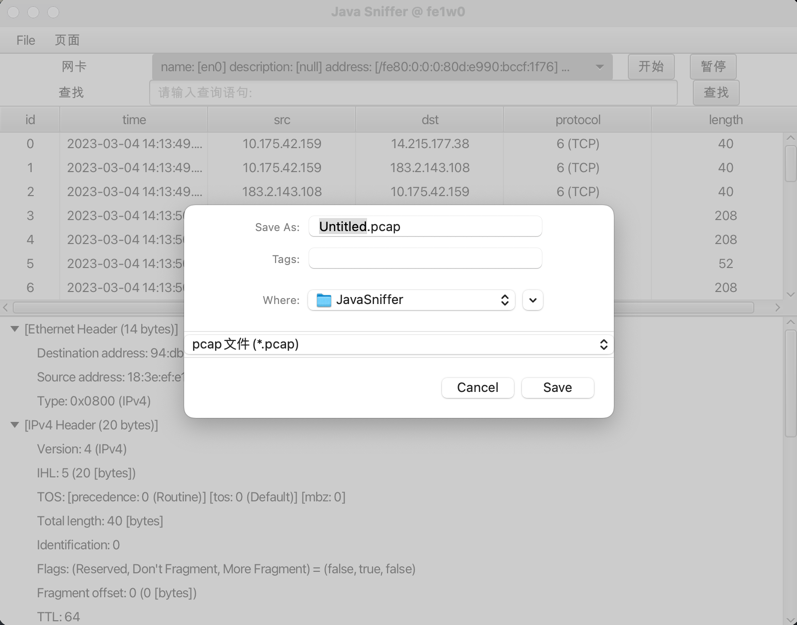 Java Sniffer @ fe1w0
File 页面
网卡 name: [en0] description: [null] address: [/fe80:0:0:0:80d:e990:bccf:1f76] ... 开始 暂停
查找 请输入查询语句: 查找
id time src dst protocol length
0 2023-03-04 14:13:49.... 10.175.42.159 14.215.177.38 6 (TCP) 40
1 2023-03-04 14:13:49.... 10.175.42.159 183.2.143.108 6 (TCP) 40
2 2023-03-04 14:13:49.... 183.2.143.108 10.175.42.159 6 (TCP) 40
3 2023-03-04 14:13:50 208
4 2023-03-04 14:13:50 208
5 2023-03-04 14:13:50 52
6 2023-03-04 14:13:50 208
Save As: Untitled.pcap
Tags:
Where: JavaSniffer
pcap文件 (*.pcap)
Cancel Save
[Ethernet Header (14 bytes)]
Destination address: 94:db
Source address: 18:3e:ef:e1
Type: 0x0800 (IPv4)
[IPv4 Header (20 bytes)]
Version: 4 (IPv4)
IHL: 5 (20 [bytes])
TOS: [precedence: 0 (Routine)] [tos: 0 (Default)] [mbz: 0]
Total length: 40 [bytes]
Identification: 0
Flags: (Reserved, Don't Fragment, More Fragment) = (false, true, false)
Fragment offset: 0 (0 [bytes])
TTL: 64